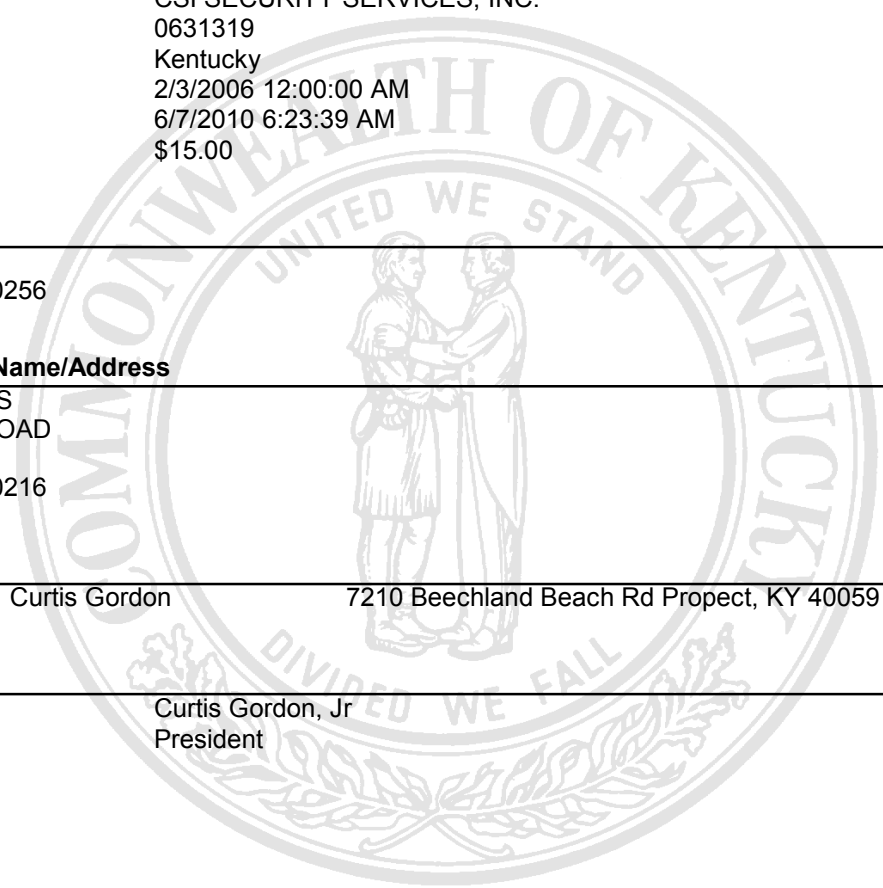 CSI SECURITY SERVICES, INC.
0631319
Kentucky
2/3/2006 12:00:00 AM
6/7/2010 6:23:39 AM
$15.00
0256
Name/Address
S
OAD
0216
Curtis Gordon 7210 Beechland Beach Rd Propect, KY 40059
Curtis Gordon, Jr
President
COMMONWEALTH OF KENTUCKY
UNITED WE STAND
DIVIDED WE FALL